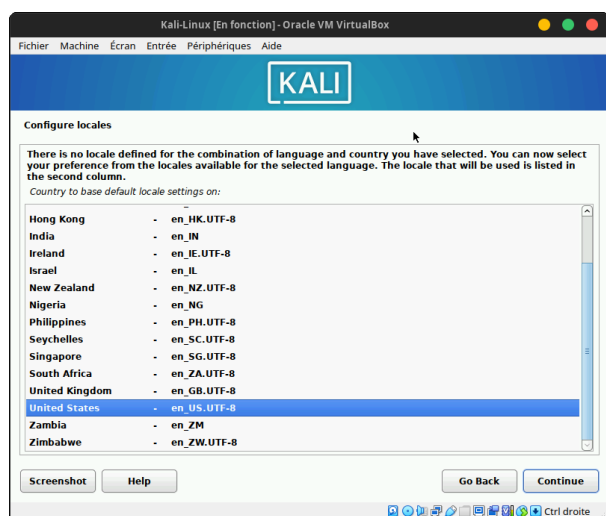 Kali-Linux [En fonction] - Oracle VM VirtualBox
Fichier Machine Écran Entrée Périphériques Aide
KALI
Configure locales
There is no locale defined for the combination of language and country you have selected. You can now select
your preference from the locales available for the selected language. The locale that will be used is listed in
the second column.
Country to base default locale settings on:
Hong Kong - en_HK.UTF-8
India - en_IN
Ireland - en_IE.UTF-8
Israel - en_IL
New Zealand - en_NZ.UTF-8
Nigeria - en_NG
Philippines - en_PH.UTF-8
Seychelles - en_SC.UTF-8
Singapore - en_SG.UTF-8
South Africa - en_ZA.UTF-8
United Kingdom - en_GB.UTF-8
United States - en_US.UTF-8
Zambia - en_ZM
Zimbabwe - en_ZW.UTF-8
Screenshot Help Go Back Continue
Ctrl droite